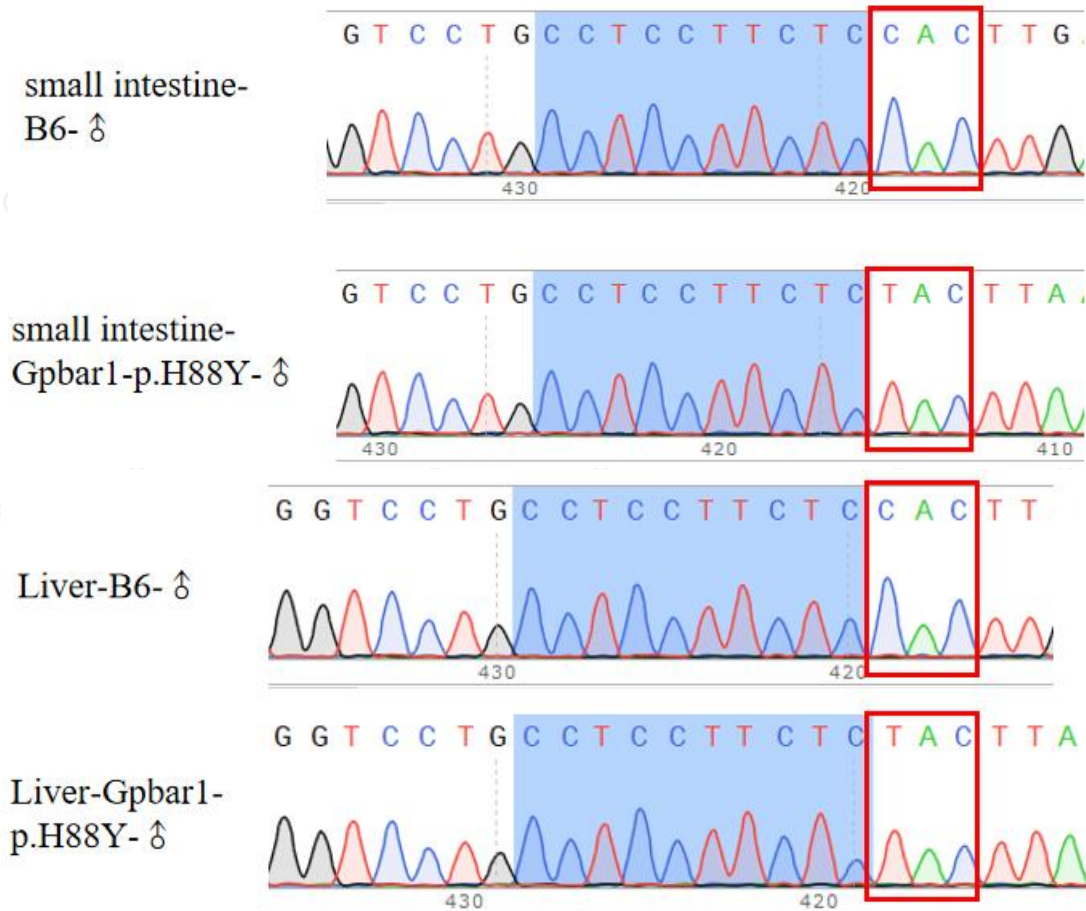 G T C C T G C C T C C T T C T C C A C T T G
small intestine-
B6- ♂
430 420
G T C C T G C C T C C T T C T C T A C T T A
small intestine-
Gpbar1-p.H88Y- ♂
430 420 410
G G T C C T G C C T C C T T C T C C A C T T
Liver-B6- ♂
430 420
G G T C C T G C C T C C T T C T C T A C T T A
Liver-Gpbar1-
p.H88Y- ♂
430 420